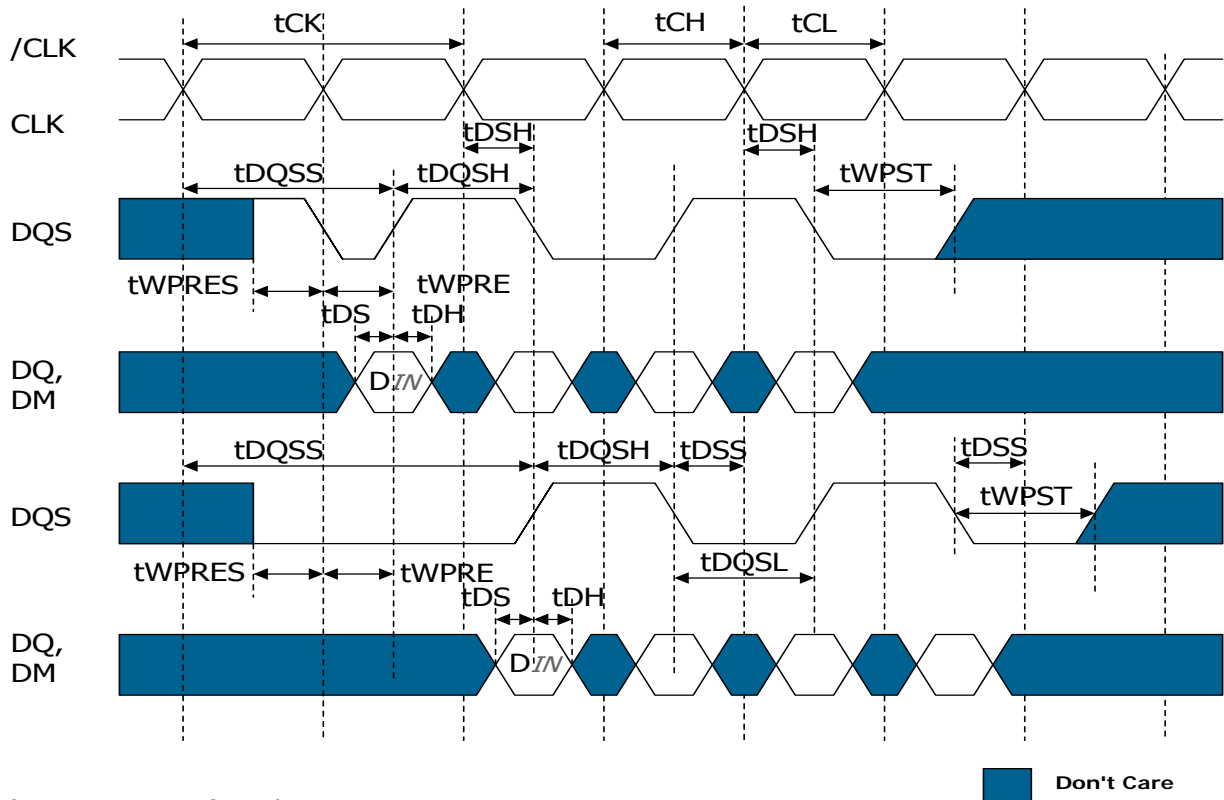 tCK tCH tCL
/CLK
CLK
tDSH tDSH
tDQSS tDQSH tWPST
DQS
tWPRES tWPRE
tDS tDH
DQ,
DM
DIN
tDQSS tDQSH tDSS tDSS
tWPST
DQS
tWPRES tWPRE tDQSL
tDS tDH
DQ,
DM
DIN
Don't Care